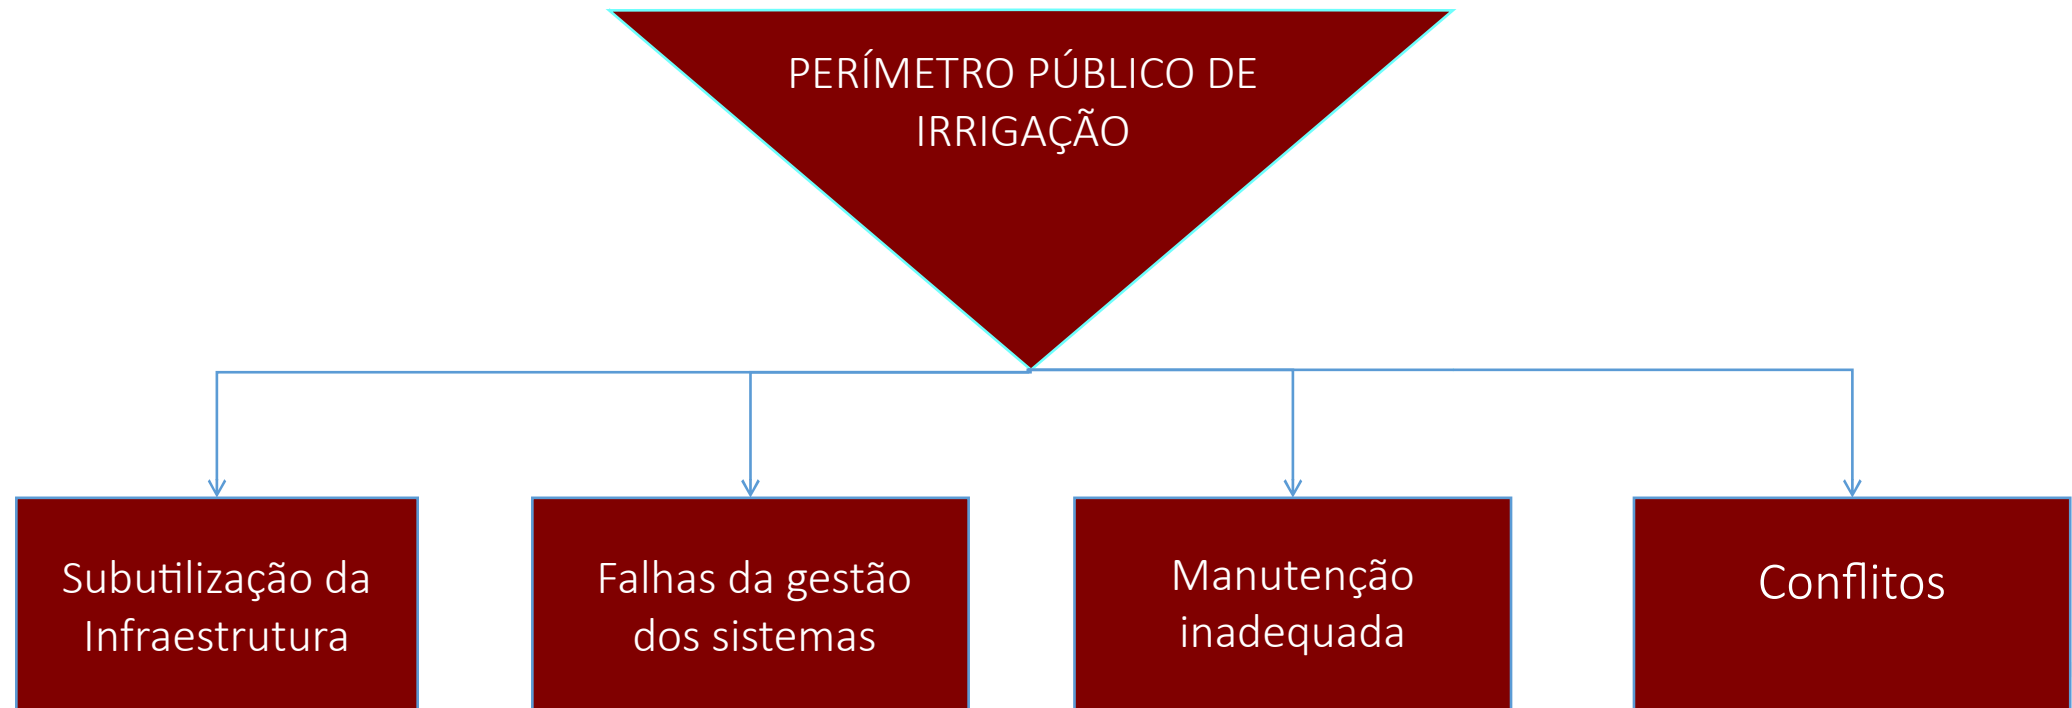 PERÍMETRO PÚBLICO DE
IRRIGAÇÃO
Subutilização da
Infraestrutura
Falhas da gestão
dos sistemas
Manutenção
inadequada
Conflitos